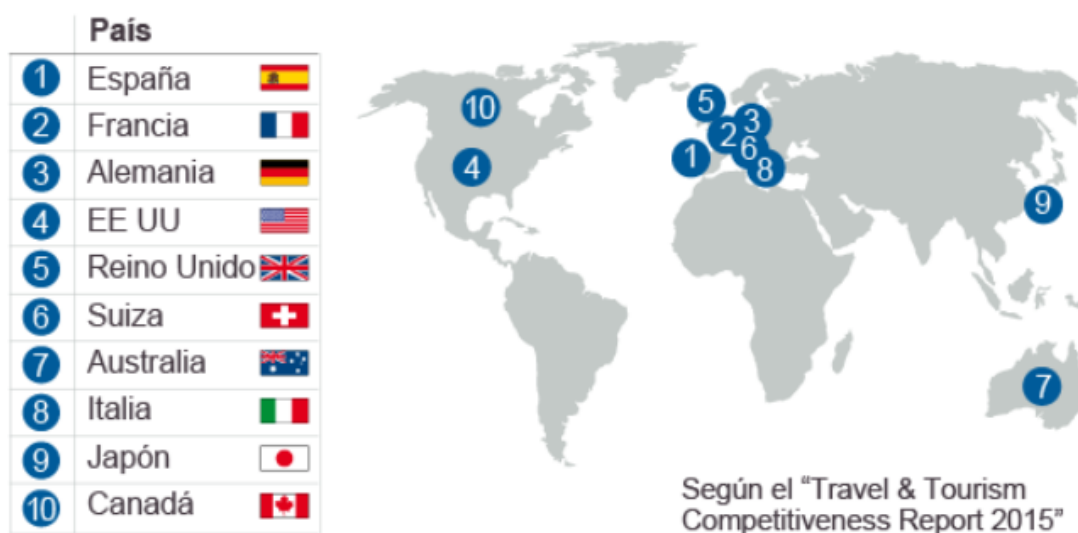 País
1 España
2 Francia
3 Alemania
4 EE UU
5 Reino Unido
6 Suiza
7 Australia
8 Italia
9 Japón
10 Canadá
10
5
3
2
1
6
4
8
9
7
Según el “Travel & Tourism
Competitiveness Report 2015”